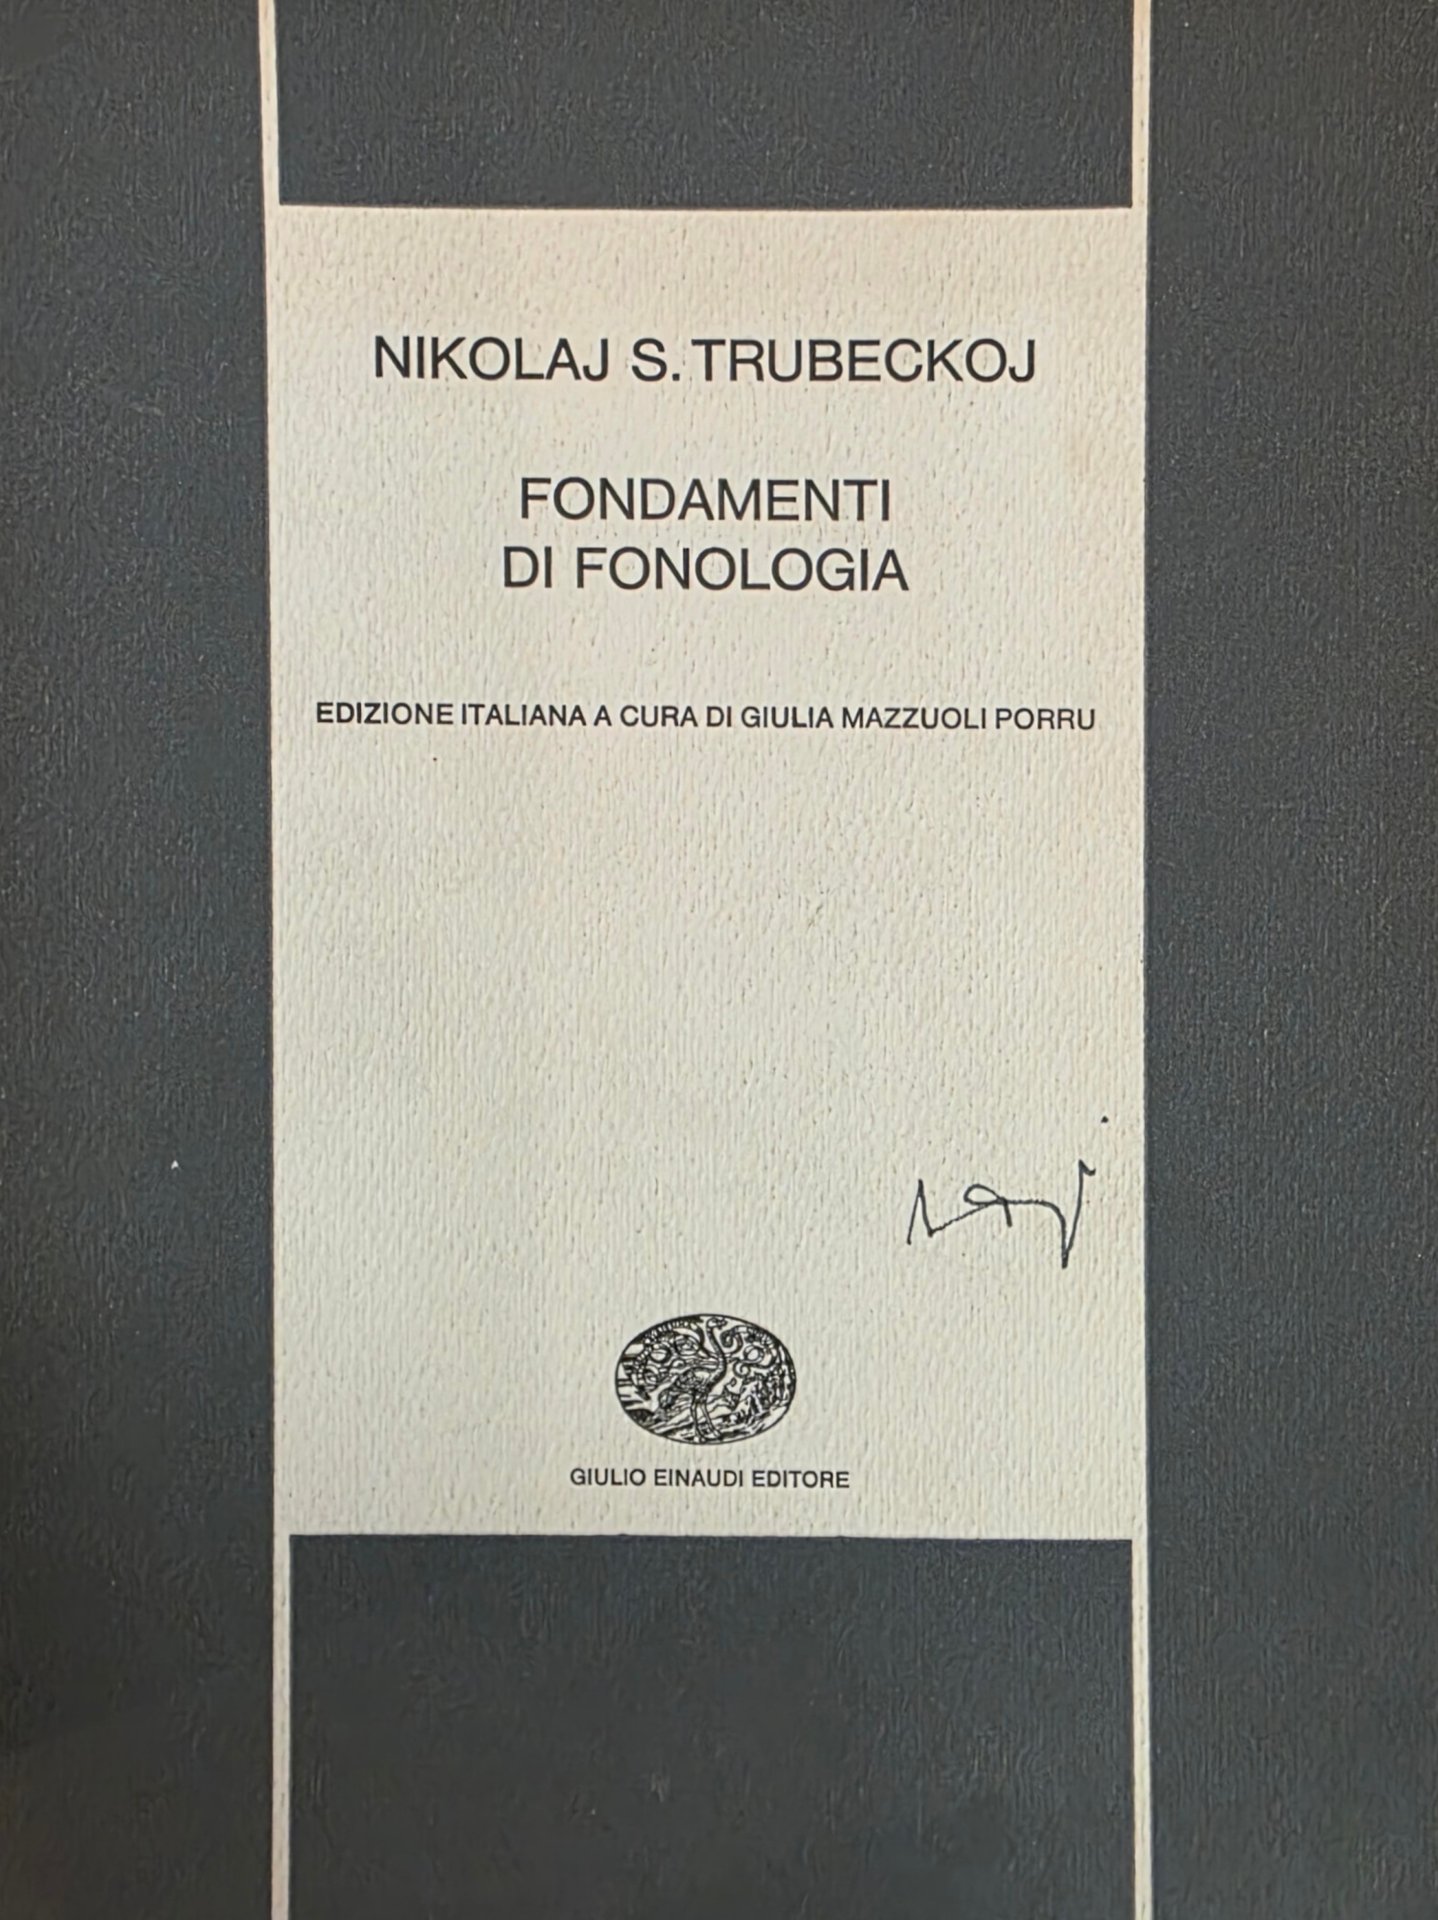 NIKOLAJ S. TRUBECKOJ
FONDAMENTI
DI FONOLOGIA
EDIZIONE ITALIANA A CURA DI GIULIA MAZZUOLI PORRU
GIULIO EINAUDI EDITORE